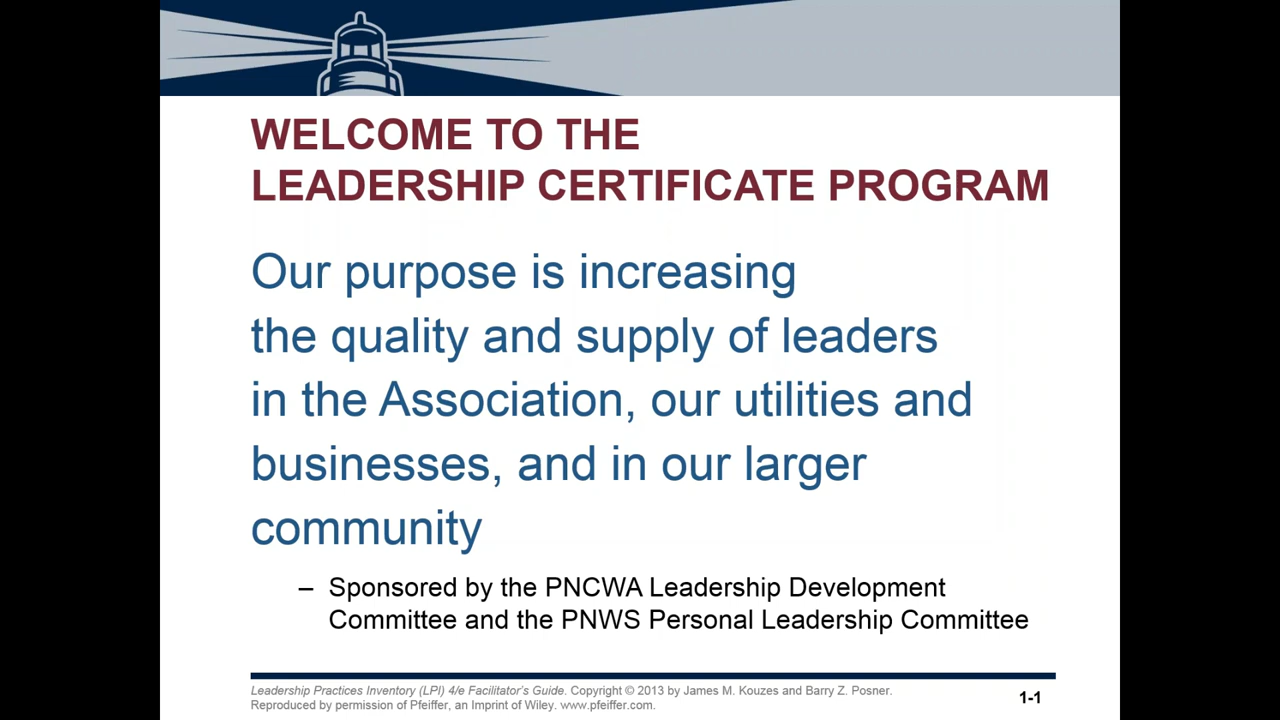 WELCOME TO THE
LEADERSHIP CERTIFICATE PROGRAM
Our purpose is increasing
the quality and supply of leaders
in the Association, our utilities and
businesses, and in our larger
community
– Sponsored by the PNCWA Leadership Development
Committee and the PNWS Personal Leadership Committee
Leadership Practices Inventory (LPI) 4/e Facilitator's Guide. Copyright © 2013 by James M. Kouzes and Barry Z. Posner.
Reproduced by permission of Pfeiffer, an Imprint of Wiley. www.pfeiffer.com.
1-1